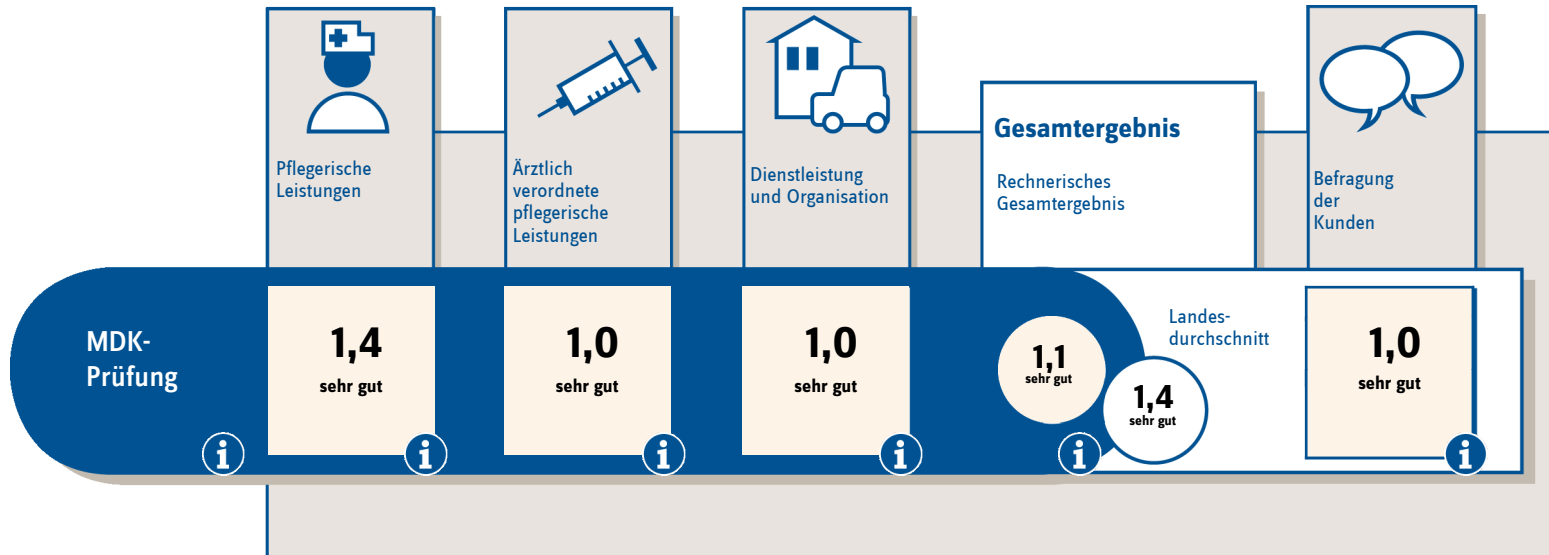 Pflegerische
Leistungen
Ärztlich
verordnete
pflegerische
Leistungen
Dienstleistung
und Organisation
Gesamtergebnis
Rechnerisches
Gesamtergebnis
Befragung
der
Kunden
MDK-
Prüfung
i
1,4
sehr gut
i
1,0
sehr gut
i
1,0
sehr gut
i
1,1
sehr gut
i
Landes-
durchschnitt
1,4
sehr gut
1,0
sehr gut
i